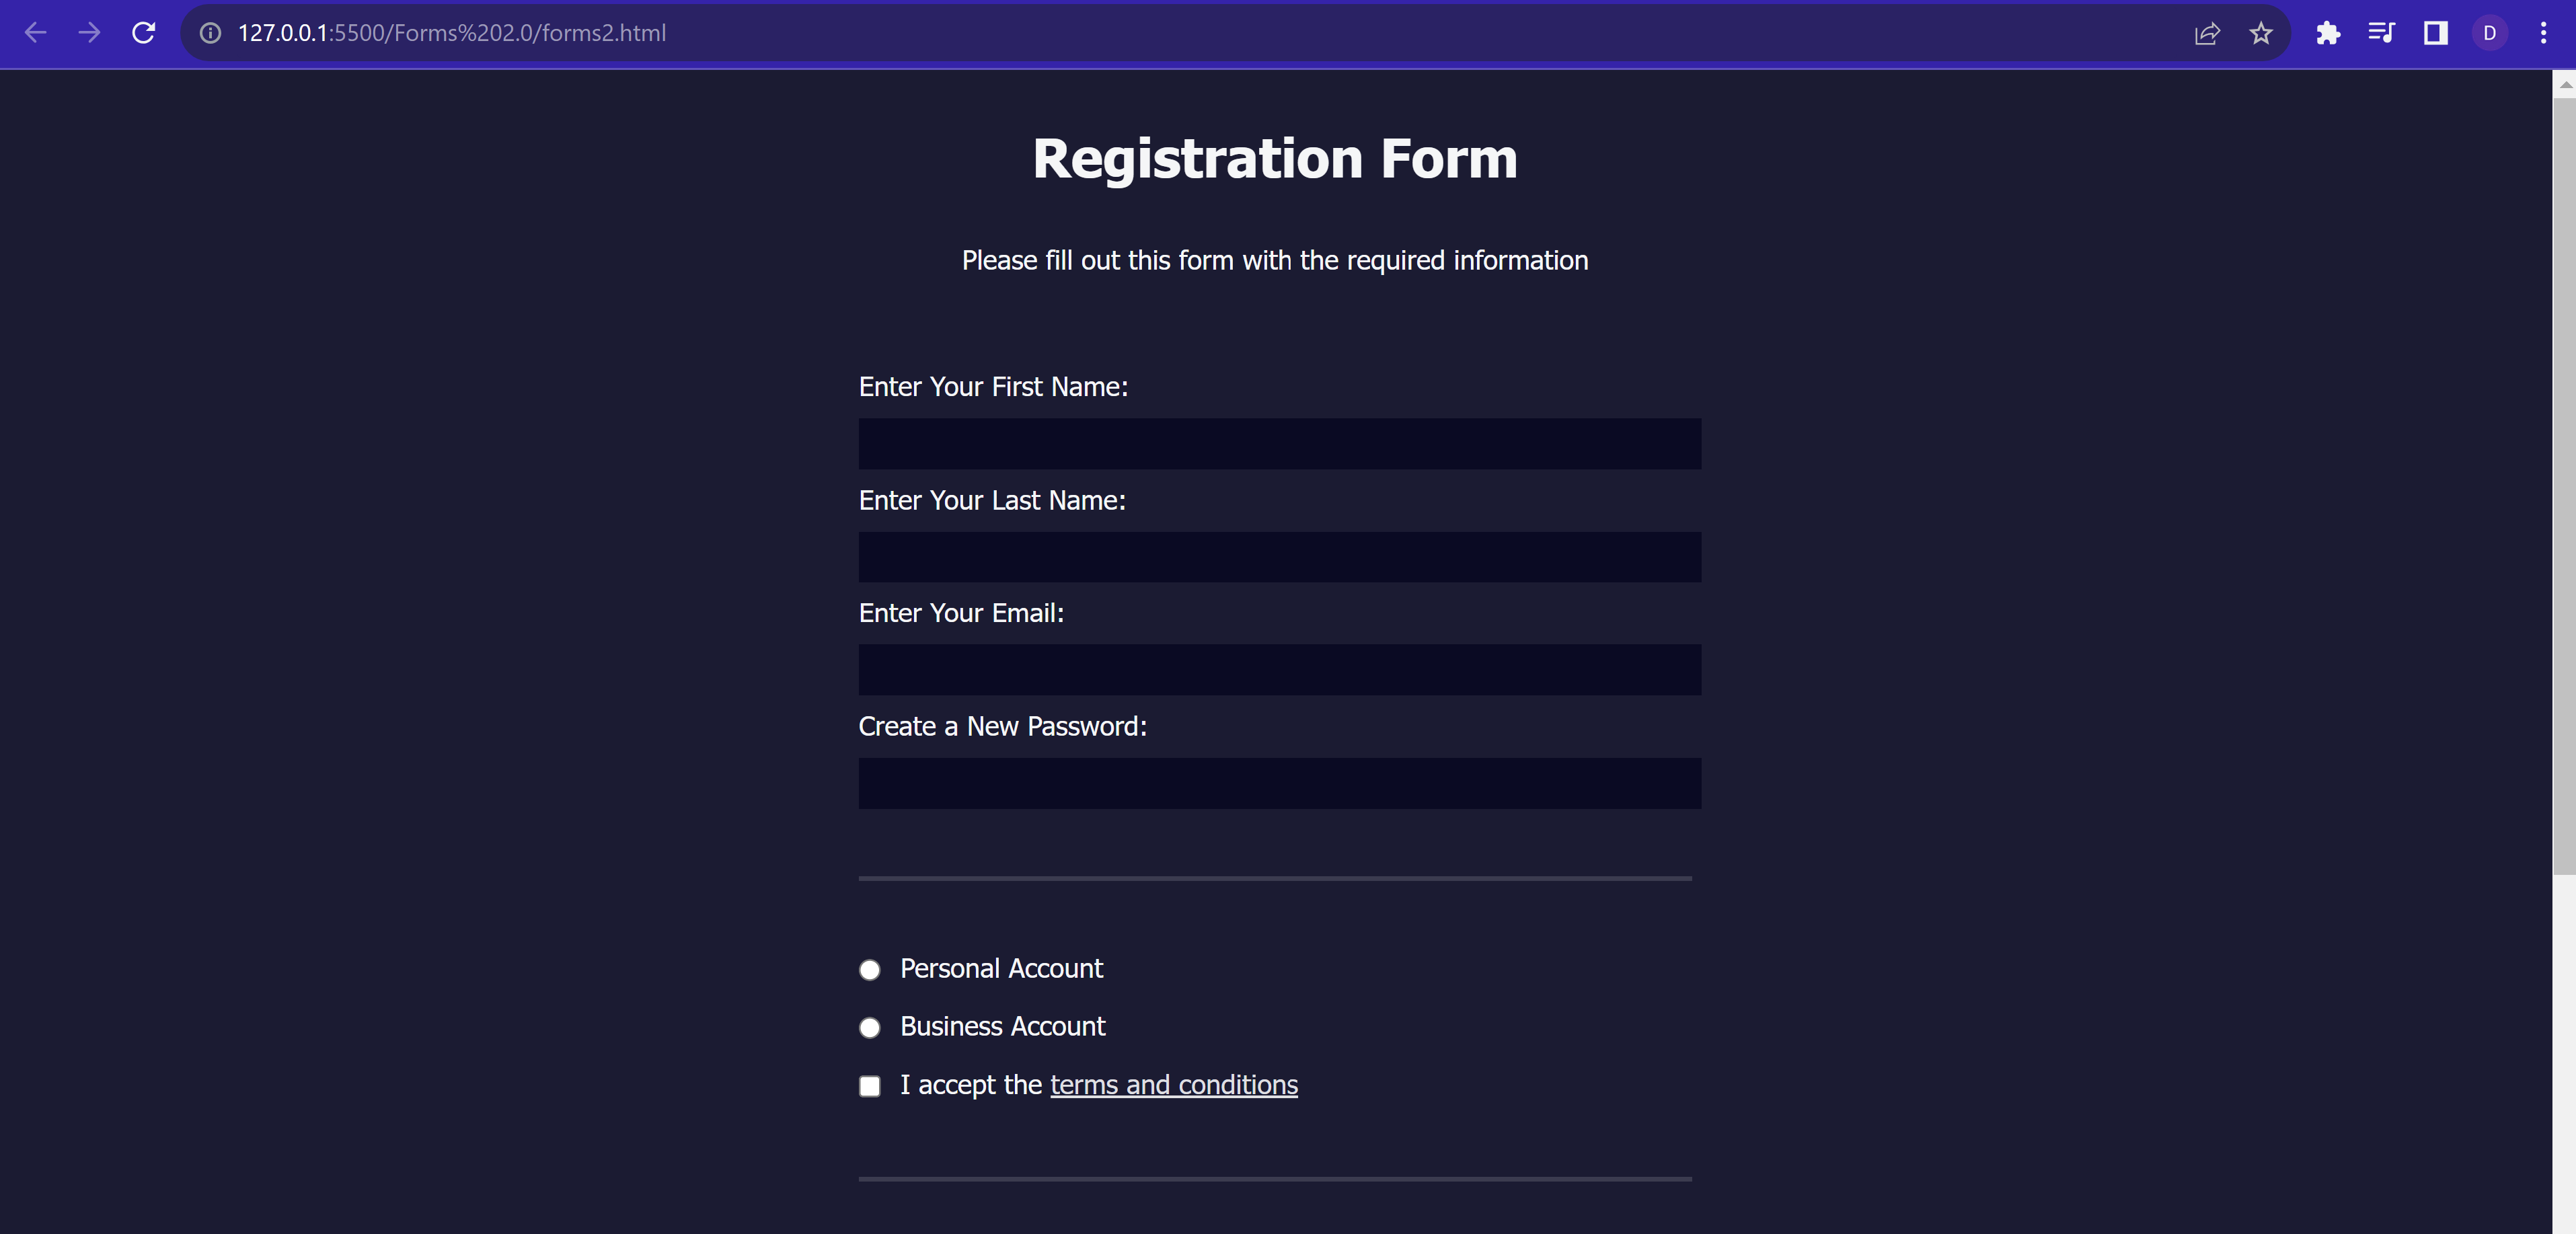 127.0.0.1:5500/Forms%202.0/forms2.html
D
Registration Form
Please fill out this form with the required information
Enter Your First Name:
Enter Your Last Name:
Enter Your Email:
Create a New Password:
Personal Account
Business Account
I accept the terms and conditions